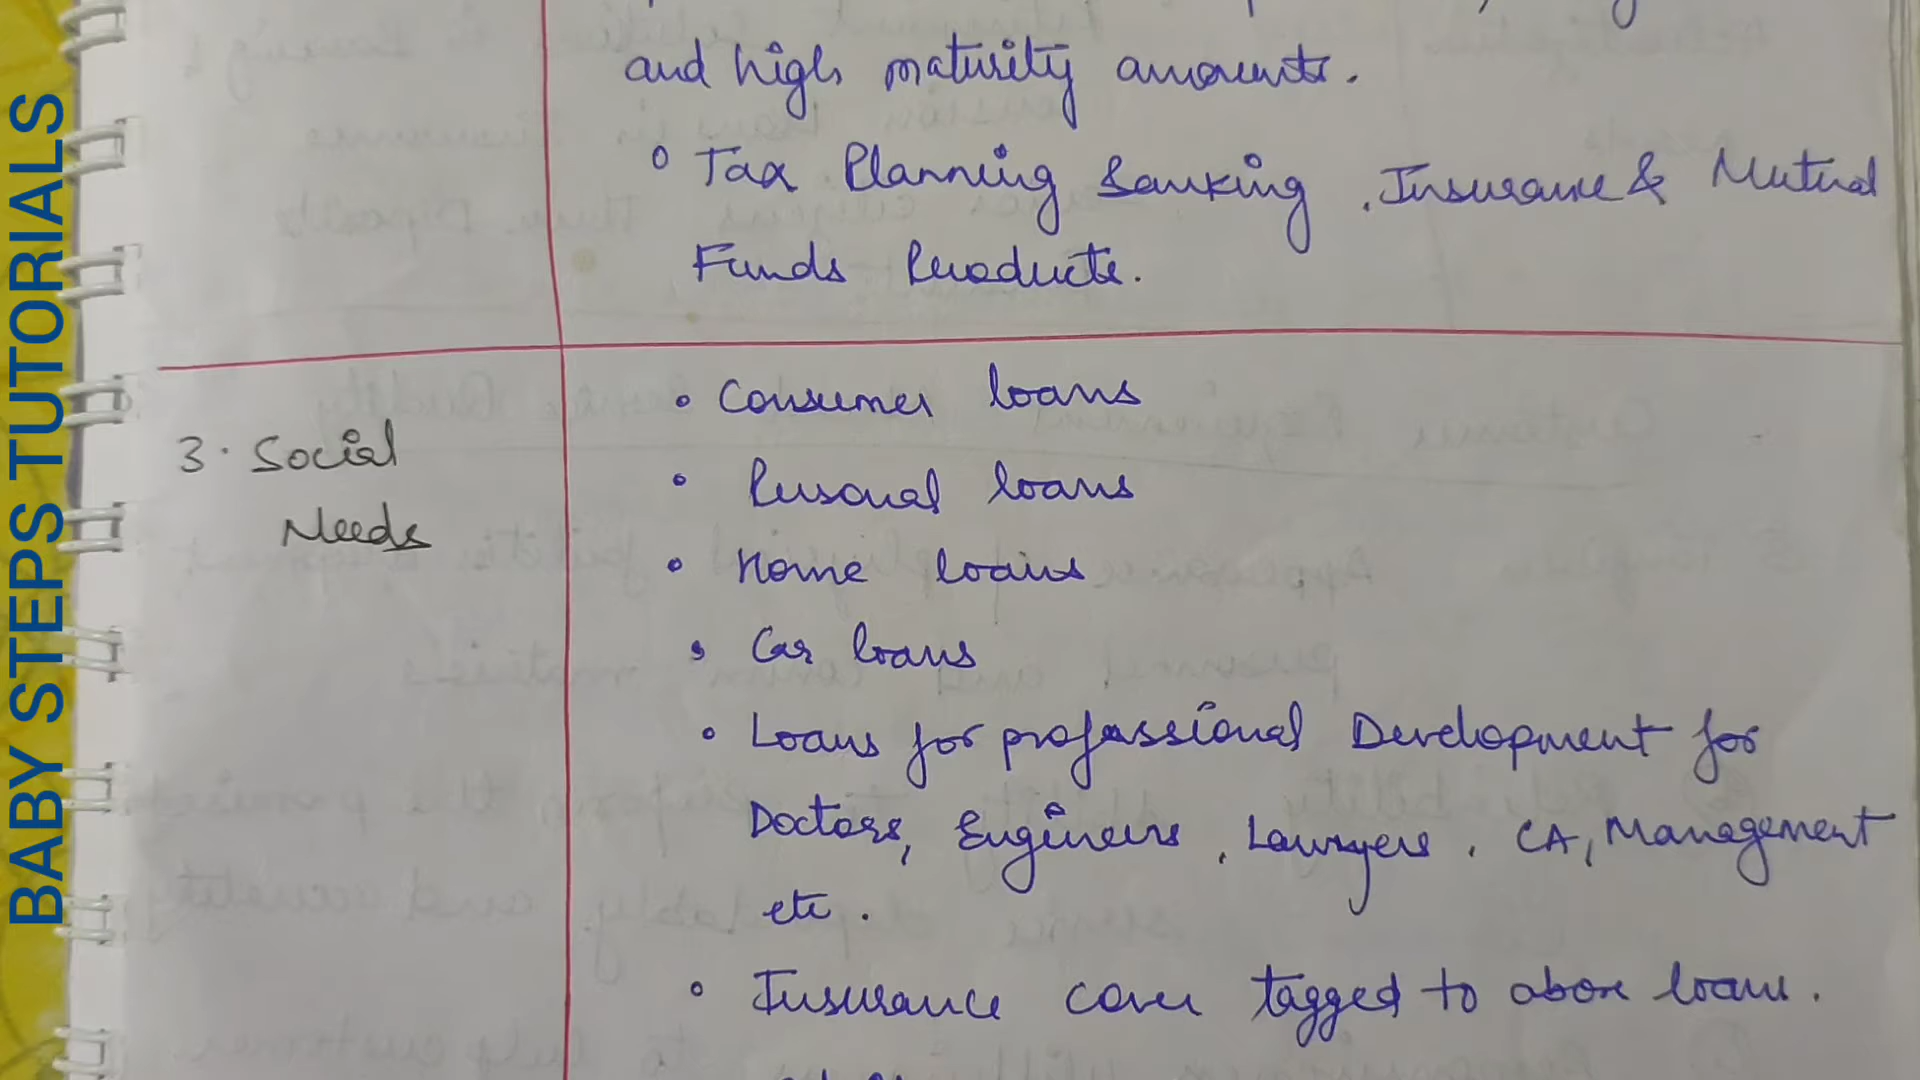 and high maturity amounts.
° Tax Planning Banking, Insurance & Mutual
Funds Products.
3. Social
Needs
• Consumer loans
• Personal loans
• Home loans
• Car loans
• Loans for professional Development for
Doctors, Engineers, Lawyers, CA, Management
etc.
• Insurance cover tagged to above loans.
BABY STEPS TUTORIALS